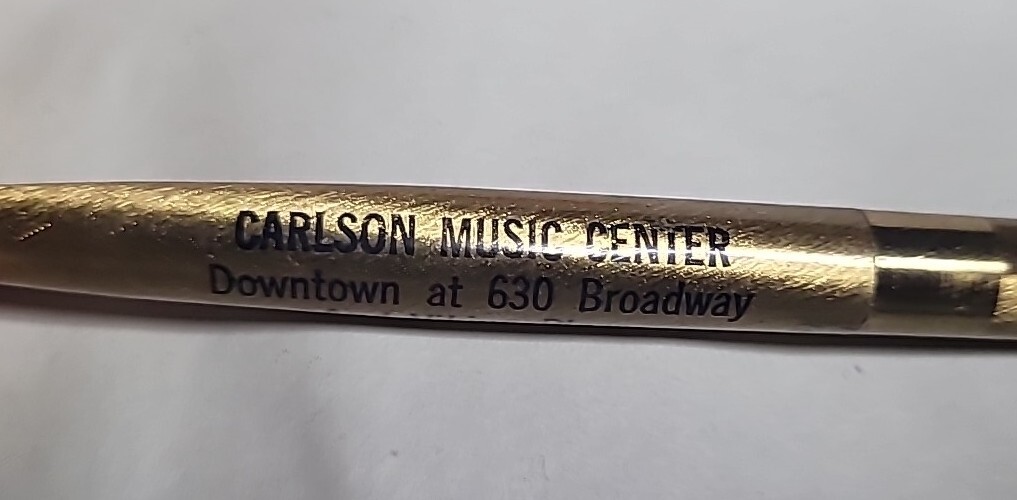 CARLSON MUSIC CENTER
Downtown at 630 Broadway